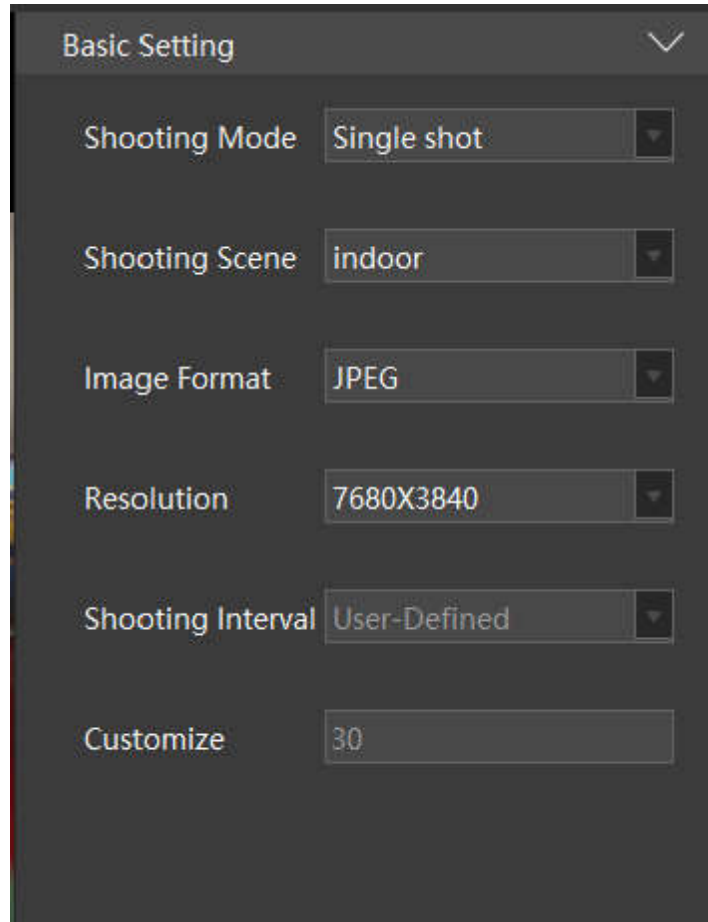 Basic Setting
Shooting Mode Single shot
Shooting Scene indoor
Image Format JPEG
Resolution 7680X3840
Shooting Interval User-Defined
Customize 30